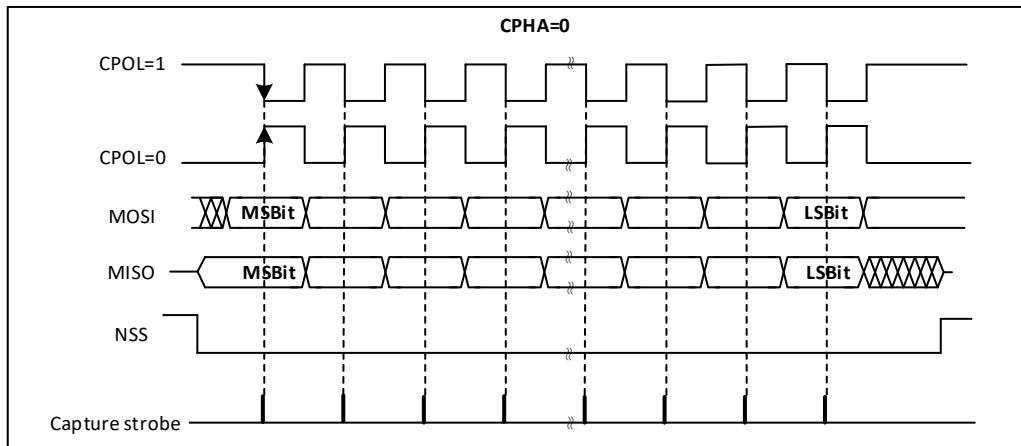 CPHA=0
CPOL=1
CPOL=0
MOSI MSBit LSBit
MISO MSBit LSBit
NSS
Capture strobe